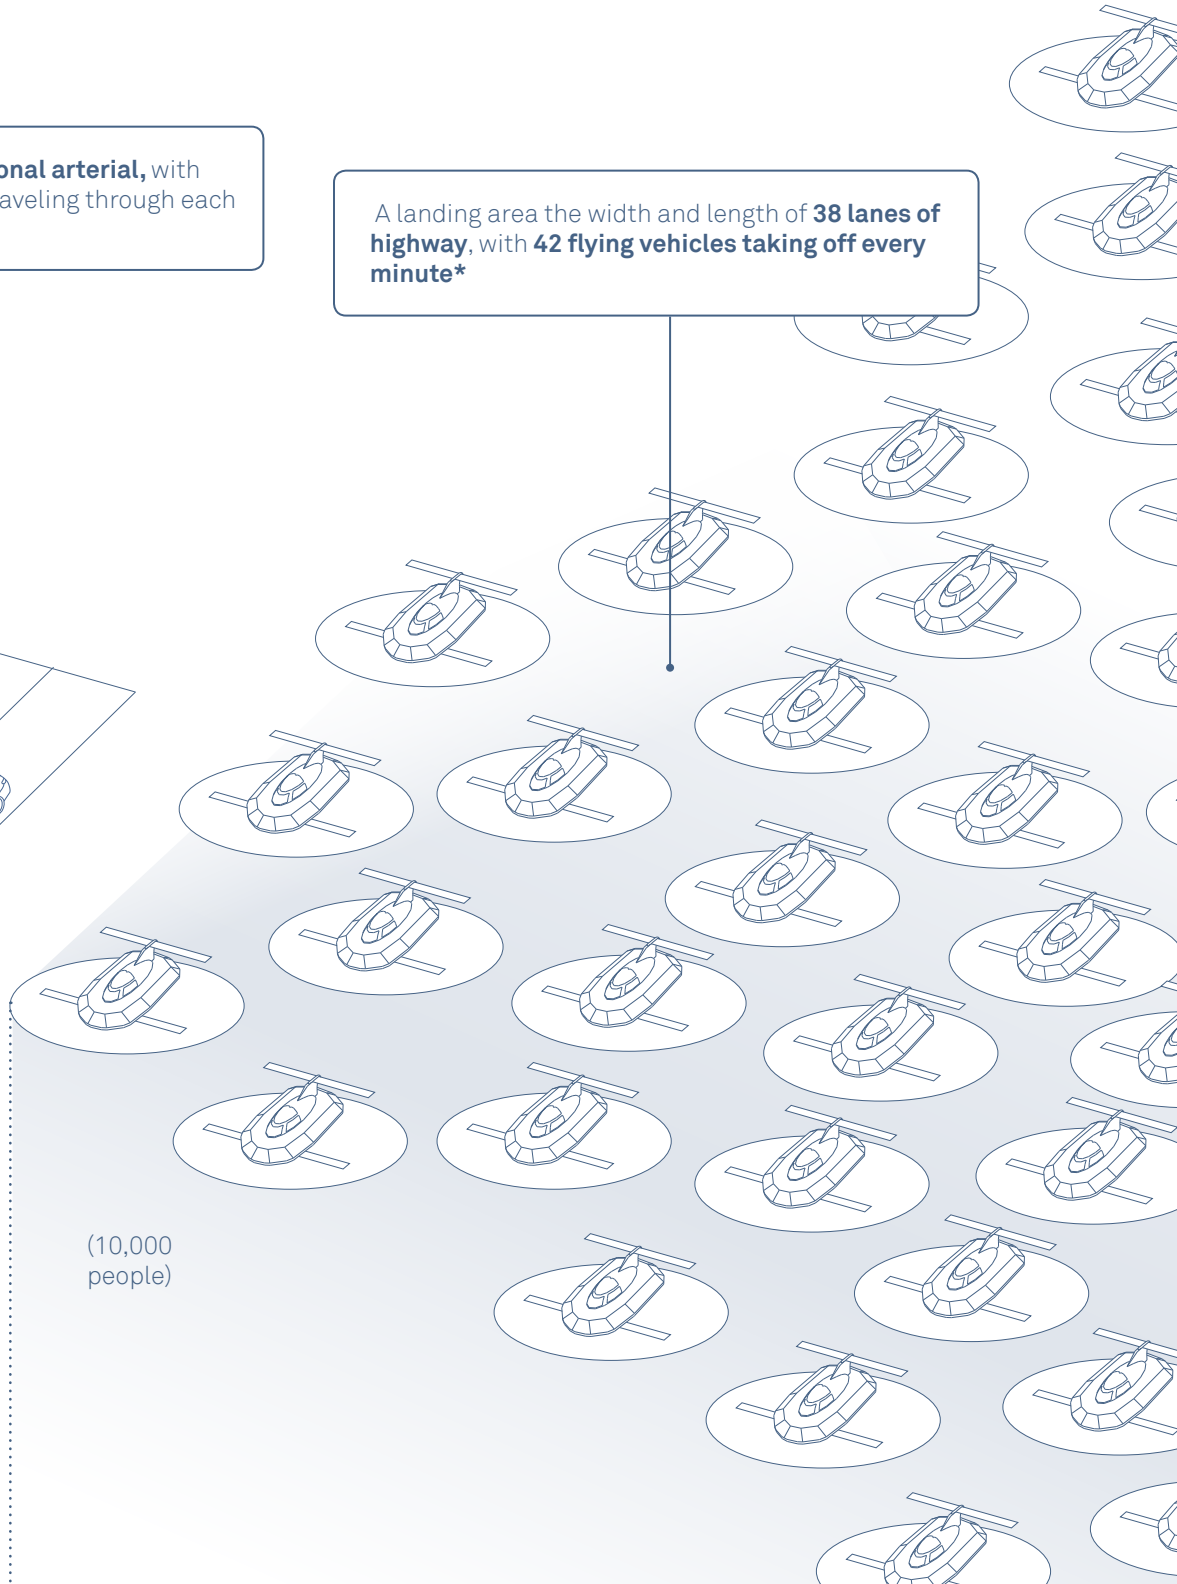 onal arterial, with
aveling through each
A landing area the width and length of 38 lanes of
highway, with 42 flying vehicles taking off every
minute*
(10,000
people)